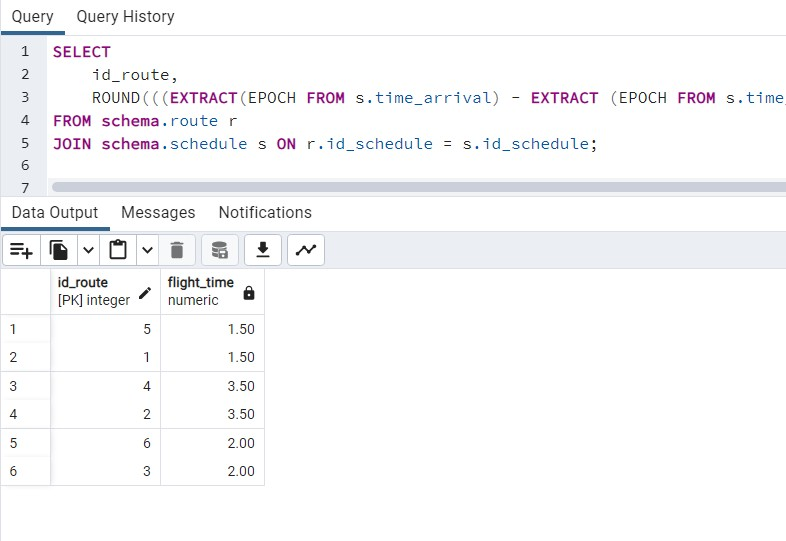 Query Query History
1 SELECT
2 id_route,
3 ROUND(((EXTRACT(EPOCH FROM s.time_arrival) - EXTRACT (EPOCH FROM s.time_
4 FROM schema.route r
5 JOIN schema.schedule s ON r.id_schedule = s.id_schedule;
6
7
Data Output Messages Notifications
id_route flight_time
[PK] integer numeric
1 5 1.50
2 1 1.50
3 4 3.50
4 2 3.50
5 6 2.00
6 3 2.00